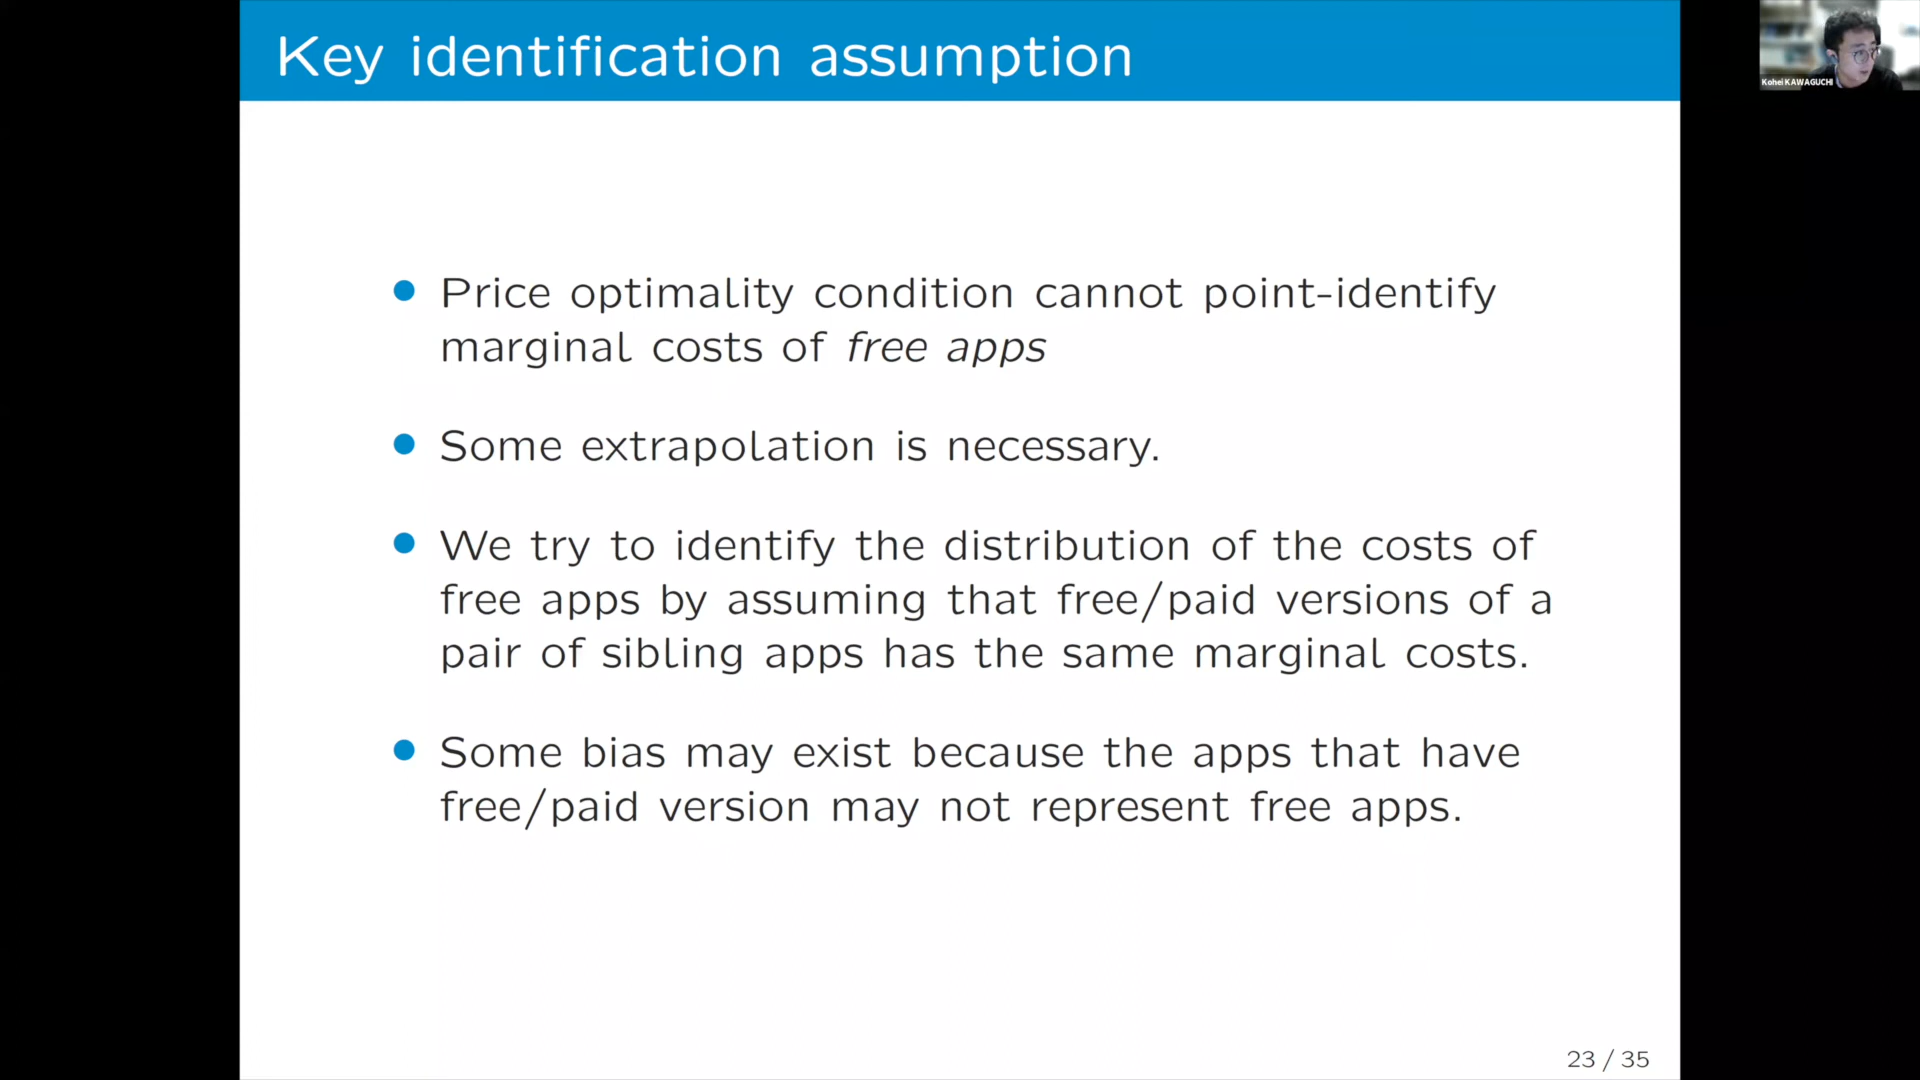 Key identification assumption
Kohei KAWAGUCHI
Price optimality condition cannot point-identify
marginal costs of free apps
Some extrapolation is necessary.
We try to identify the distribution of the costs of
free apps by assuming that free/paid versions of a
pair of sibling apps has the same marginal costs.
Some bias may exist because the apps that have
free/paid version may not represent free apps.
23 / 35